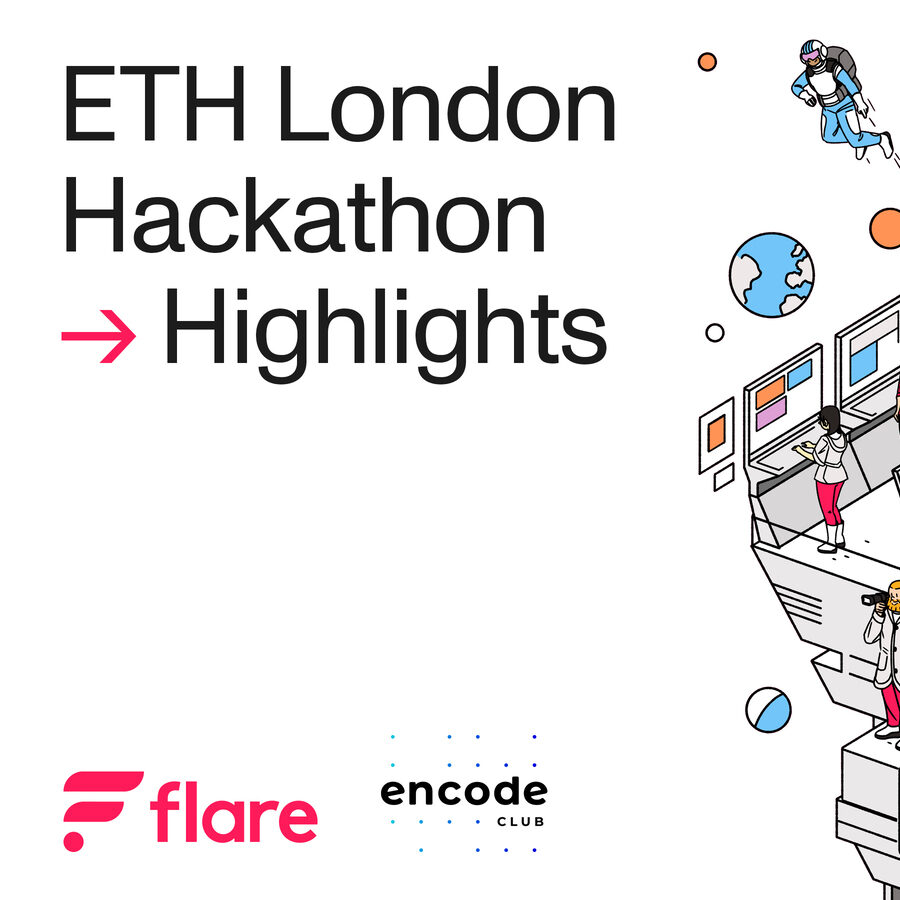 ETH London
Hackathon
→ Highlights
flare
encode
CLUB